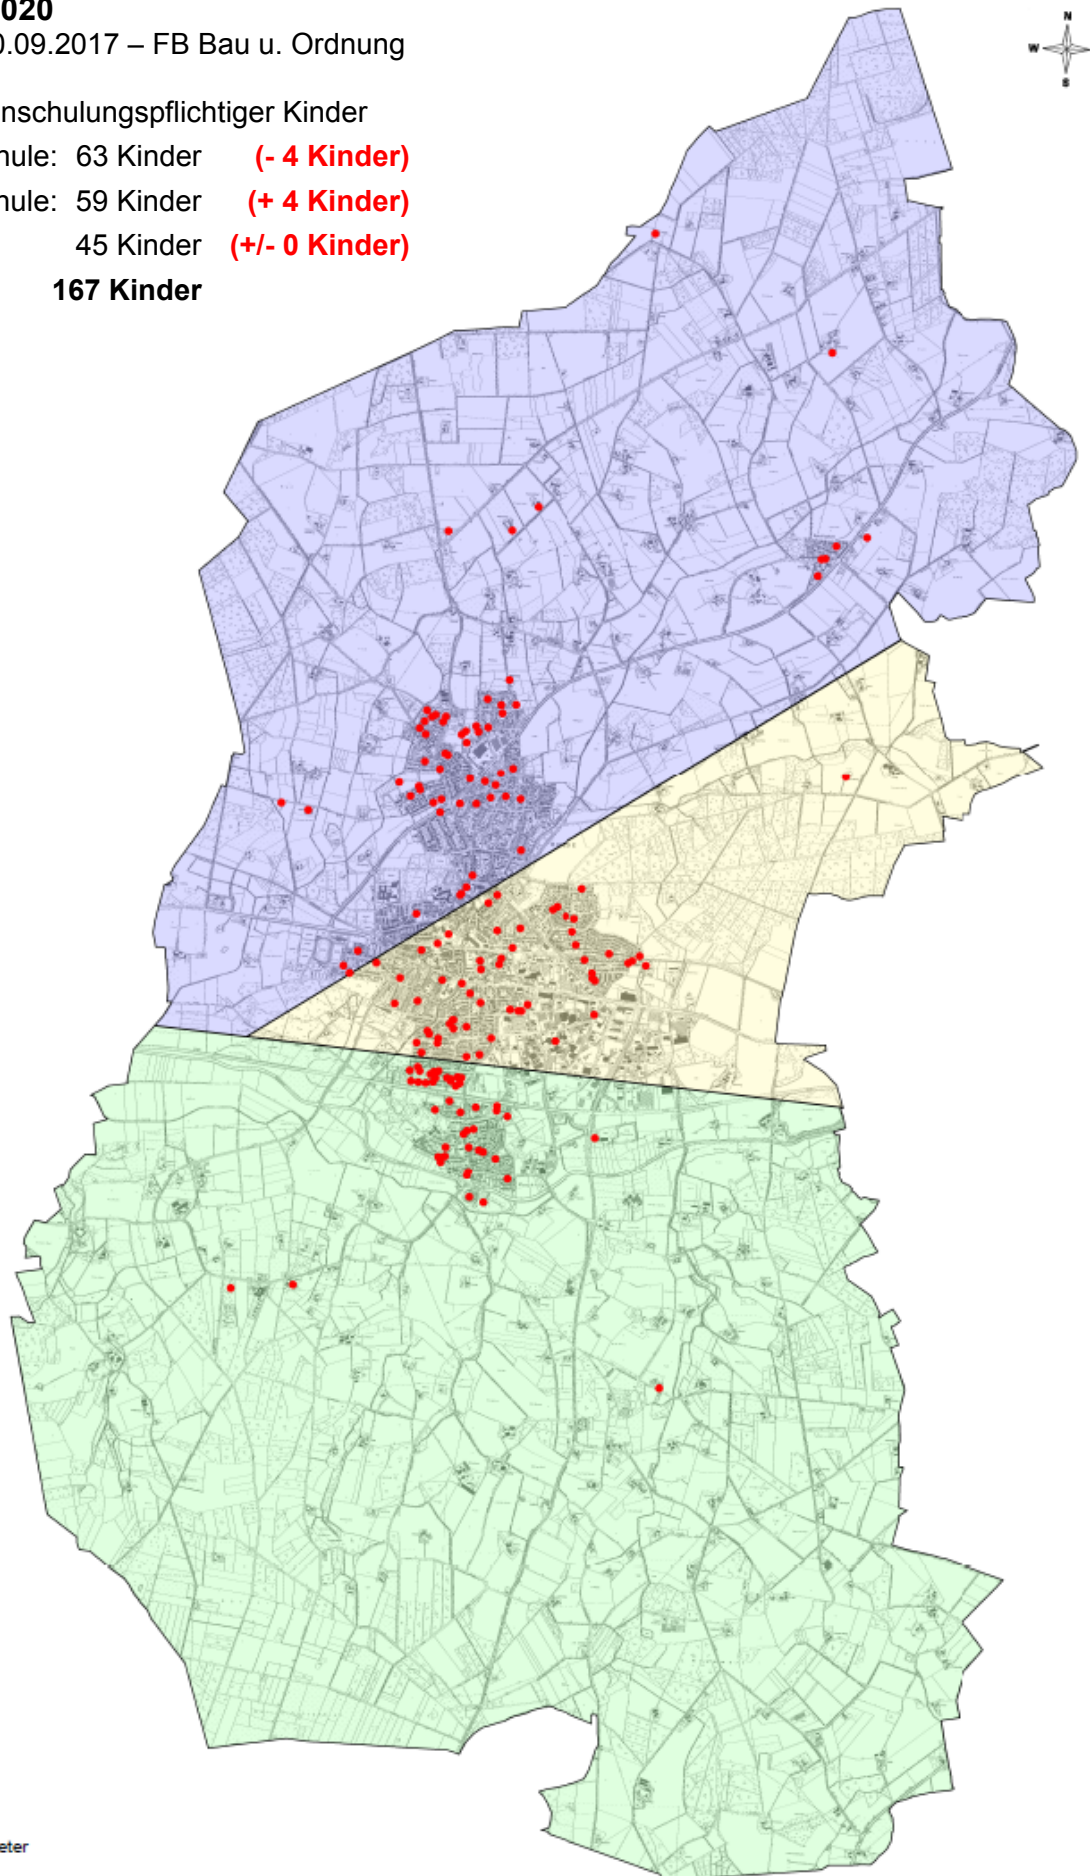 020
0.09.2017 – FB Bau u. Ordnung
nschulungspflichtiger Kinder
hule: 63 Kinder (- 4 Kinder)
hule: 59 Kinder (+ 4 Kinder)
45 Kinder (+/- 0 Kinder)
167 Kinder
N
W
S
eter